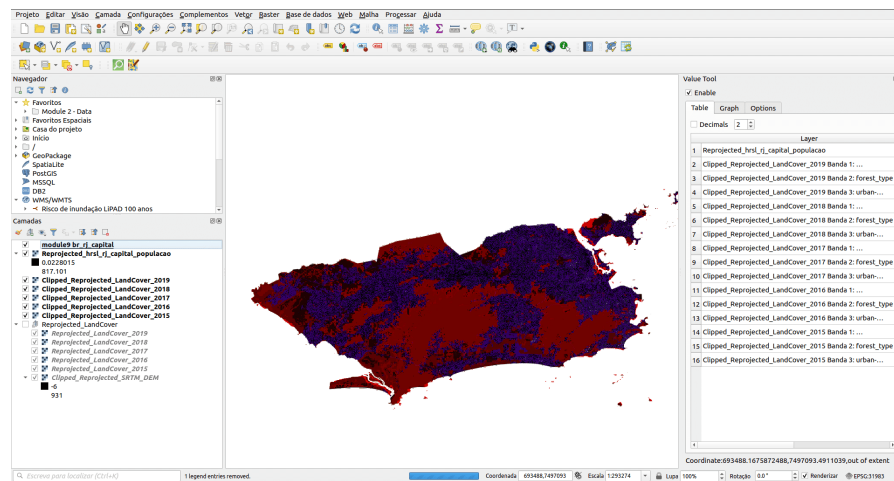 Projeto Editar Visão Camada Configurações Complementos Vetor Raster Base de dados Web Malha Processar Ajuda
Navegador
Favoritos
Module 2 - Data
Favoritos Espaciais
Casa do projeto
Início
/
GeoPackage
SpatiaLite
PostGIS
MSSQL
DB2
WMS/WMTS
Risco de inundação LiPAD 100 anos
Camadas
module9 br_rj_capital
Reprojected_hrsl_rj_capital_populacao
0.0228015
817.101
Clipped_Reprojected_LandCover_2019
Clipped_Reprojected_LandCover_2018
Clipped_Reprojected_LandCover_2017
Clipped_Reprojected_LandCover_2016
Clipped_Reprojected_LandCover_2015
Reprojected_LandCover
Reprojected_LandCover_2019
Reprojected_LandCover_2018
Reprojected_LandCover_2017
Reprojected_LandCover_2016
Reprojected_LandCover_2015
Clipped_Reprojected_SRTM_DEM
-6
931
Value Tool
Enable
Table Graph Options
Decimals 2
Layer
1 Reprojected_hrsl_rj_capital_populacao
2 Clipped_Reprojected_LandCover_2019 Banda 1: ...
3 Clipped_Reprojected_LandCover_2019 Banda 2: forest_type
4 Clipped_Reprojected_LandCover_2019 Banda 3: urban-...
5 Clipped_Reprojected_LandCover_2018 Banda 1: ...
6 Clipped_Reprojected_LandCover_2018 Banda 2: forest_type
7 Clipped_Reprojected_LandCover_2018 Banda 3: urban-...
8 Clipped_Reprojected_LandCover_2017 Banda 1: ...
9 Clipped_Reprojected_LandCover_2017 Banda 2: forest_type
10 Clipped_Reprojected_LandCover_2017 Banda 3: urban-...
11 Clipped_Reprojected_LandCover_2016 Banda 1: ...
12 Clipped_Reprojected_LandCover_2016 Banda 2: forest_type
13 Clipped_Reprojected_LandCover_2016 Banda 3: urban-...
14 Clipped_Reprojected_LandCover_2015 Banda 1: ...
15 Clipped_Reprojected_LandCover_2015 Banda 2: forest_type
16 Clipped_Reprojected_LandCover_2015 Banda 3: urban-...
Coordinate:693488.1675872488,7497093.4911039,out of extent
Escreva para localizar (Ctrl+K) 1 legend entries removed. Coordenada 693488,7497093 Escala 1:293274 Lupa 100% Rotação 0.0° Renderizar EPSG:31983